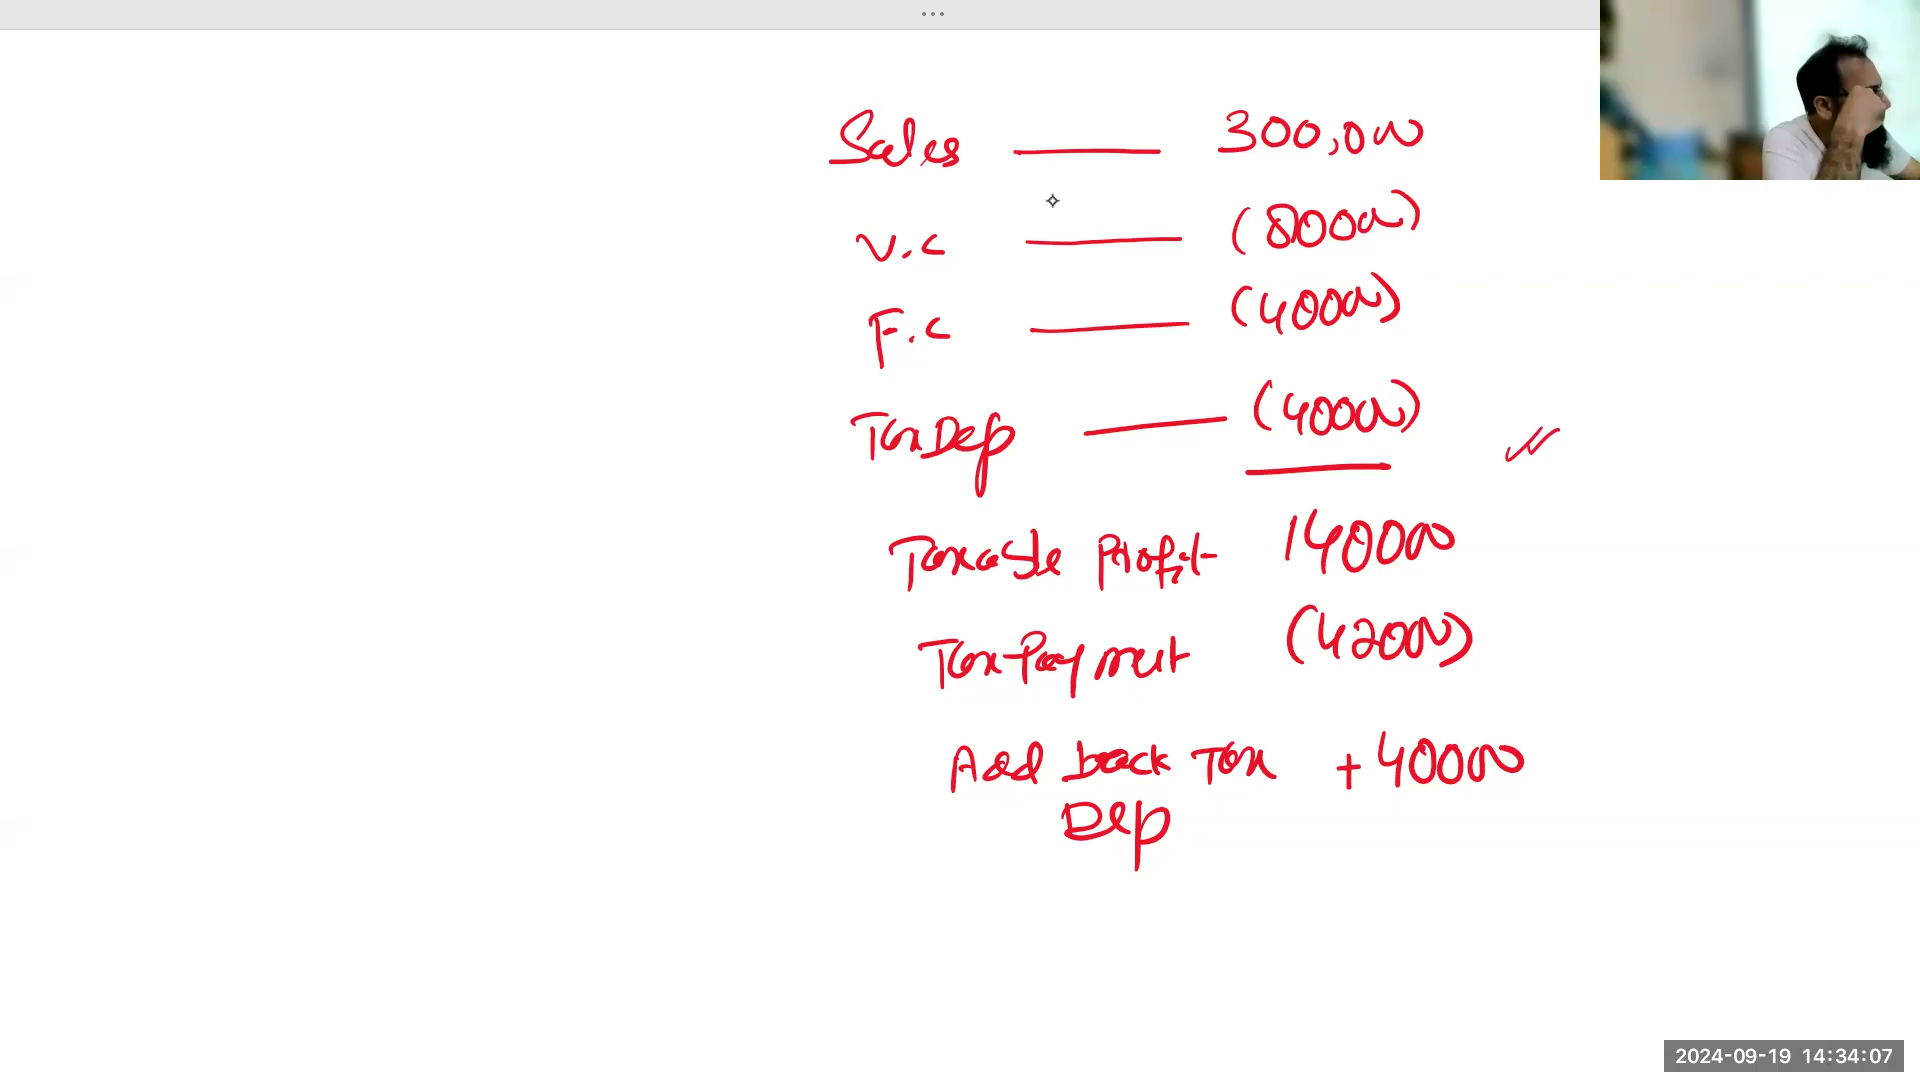 Sales 300,000
V.C (80000)
F.C (40000)
Tax Dep (40000)
Taxable Profit 140000
Tax Payment (42000)
Add back Tax + 40000
Dep
2024-09-19 14:34:07